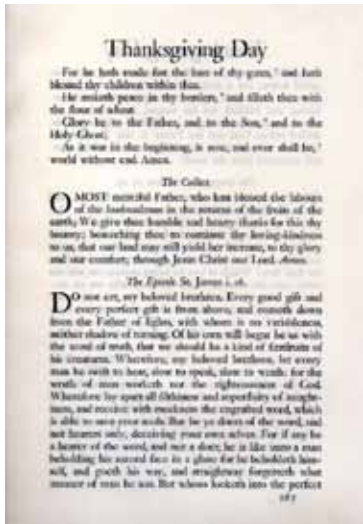 Thanksgiving Day
For he hath made fast the bars of thy gates, * and hath
blessed thy children within thee.
He maketh peace in thy borders, * and filleth thee with
the flour of wheat.
Glory be to the Father, and to the Son, * and to the
Holy Ghost;
As it was in the beginning, is now, and ever shall be, *
world without end. Amen.
The Collect.
O MOST merciful Father, who hast blessed the labours
of the husbandman in the returns of the fruits of the
earth; We give thee humble and hearty thanks for this thy
bounty; beseeching thee to continue thy loving-kindness
to us, that our land may still yield her increase, to thy glory
and our comfort; through Jesus Christ our Lord. Amen.
The Epistle. St. James i. 16.
DO not err, my beloved brethren. Every good gift and
every perfect gift is from above, and cometh down
from the Father of lights, with whom is no variableness,
neither shadow of turning. Of his own will begat he us with
the word of truth, that we should be a kind of firstfruits of
his creatures. Wherefore, my beloved brethren, let every
man be swift to hear, slow to speak, slow to wrath: for the
wrath of man worketh not the righteousness of God.
Wherefore lay apart all filthiness and superfluity of naught-
iness, and receive with meekness the engrafted word, which
is able to save your souls. But be ye doers of the word, and
not hearers only, deceiving your own selves. For if any be
a hearer of the word, and not a doer, he is like unto a man
beholding his natural face in a glass: for he beholdeth him-
self, and goeth his way, and straightway forgetteth what
manner of man he was. But whoso looketh into the perfect